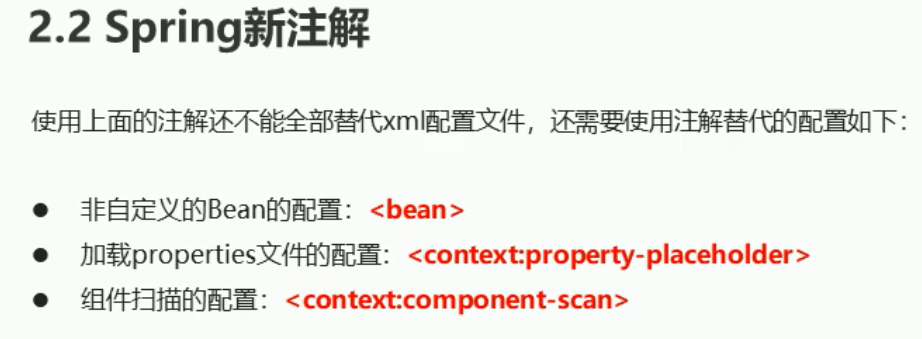 2.2 Spring新注解
使用上面的注解还不能全部替代xml配置文件，还需要使用注解替代的配置如下：
● 非自定义的Bean的配置：<bean>
● 加载properties文件的配置：<context:property-placeholder>
● 组件扫描的配置：<context:component-scan>